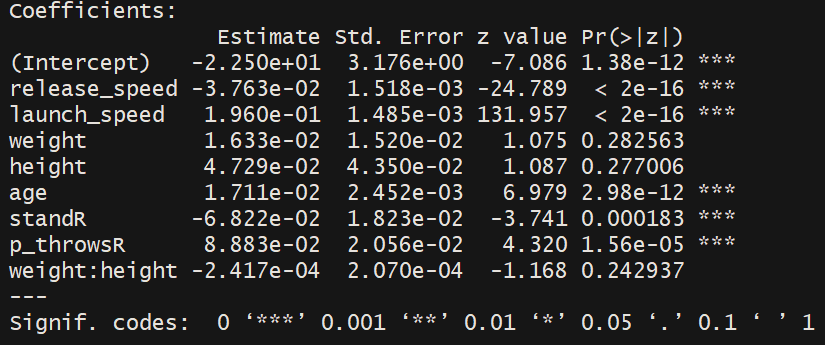 Coefficients:
Estimate Std. Error z value Pr(>|z|)
(Intercept) -2.250e+01 3.176e+00 -7.086 1.38e-12 ***
release_speed -3.763e-02 1.518e-03 -24.789 < 2e-16 ***
launch_speed 1.960e-01 1.485e-03 131.957 < 2e-16 ***
weight 1.633e-02 1.520e-02 1.075 0.282563
height 4.729e-02 4.350e-02 1.087 0.277006
age 1.711e-02 2.452e-03 6.979 2.98e-12 ***
standR -6.822e-02 1.823e-02 -3.741 0.000183 ***
p_throwsR 8.883e-02 2.056e-02 4.320 1.56e-05 ***
weight:height -2.417e-04 2.070e-04 -1.168 0.242937
---
Signif. codes: 0 ‘***’ 0.001 ‘**’ 0.01 ‘*’ 0.05 ‘.’ 0.1 ‘ ’ 1